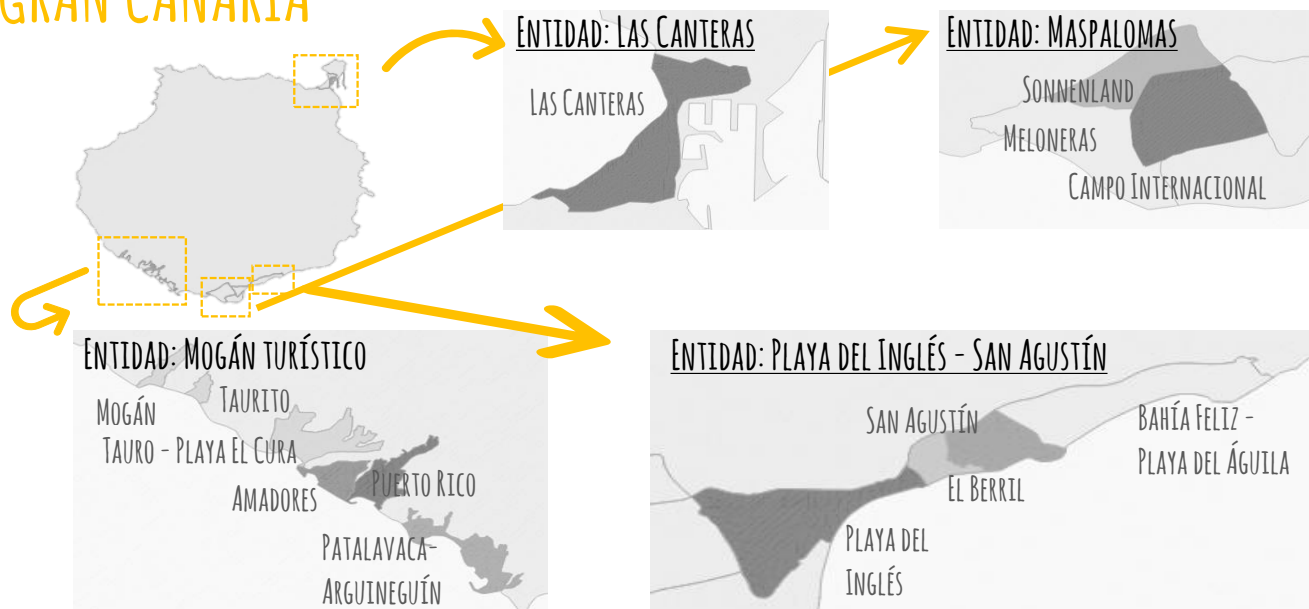 GRAN CANARIA
ENTIDAD: LAS CANTERAS
LAS CANTERAS
ENTIDAD: MASPALOMAS
SONNENLAND
MELONERAS
CAMPO INTERNACIONAL
ENTIDAD: MOGÁN TURÍSTICO
TAURITO
MOGÁN
TAURO - PLAYA EL CURA
AMADORES
PUERTO RICO
PATALAVACA-
ARGUINEGUÍN
ENTIDAD: PLAYA DEL INGLÉS - SAN AGUSTÍN
SAN AGUSTÍN
BAHÍA FELIZ -
PLAYA DEL ÁGUILA
EL BERRIL
PLAYA DEL
INGLÉS